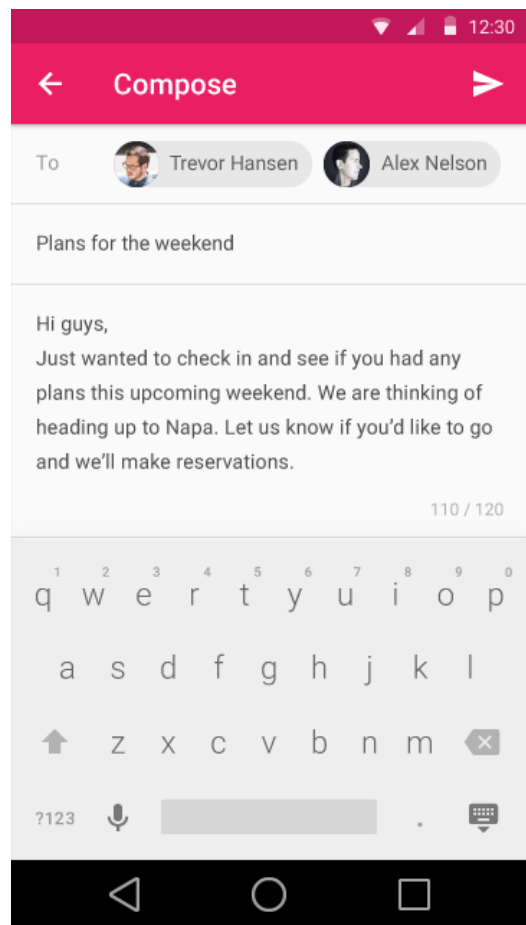 12:30
Compose
To Trevor Hansen Alex Nelson
Plans for the weekend
Hi guys,
Just wanted to check in and see if you had any
plans this upcoming weekend. We are thinking of
heading up to Napa. Let us know if you’d like to go
and we’ll make reservations.
110 / 120
1 2 3 4 5 6 7 8 9 0
q w e r t y u i o p
a s d f g h j k l
z x c v b n m
?123 .